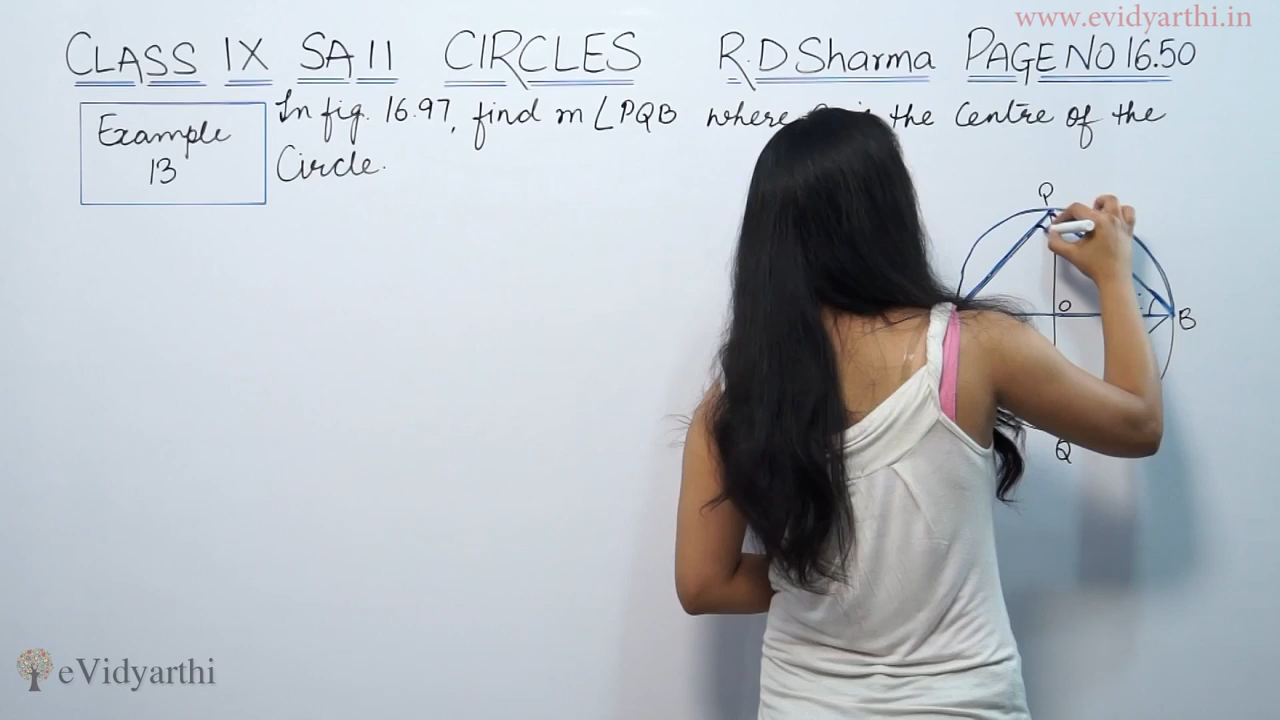 www.evidyarthi.in
CLASS IX SA II CIRCLES R.D Sharma PAGE NO 16.50
Example
13
In fig. 16.97, find m∠PQB where is the Centre of the
Circle.
P
O
B
Q
eVidyarthi